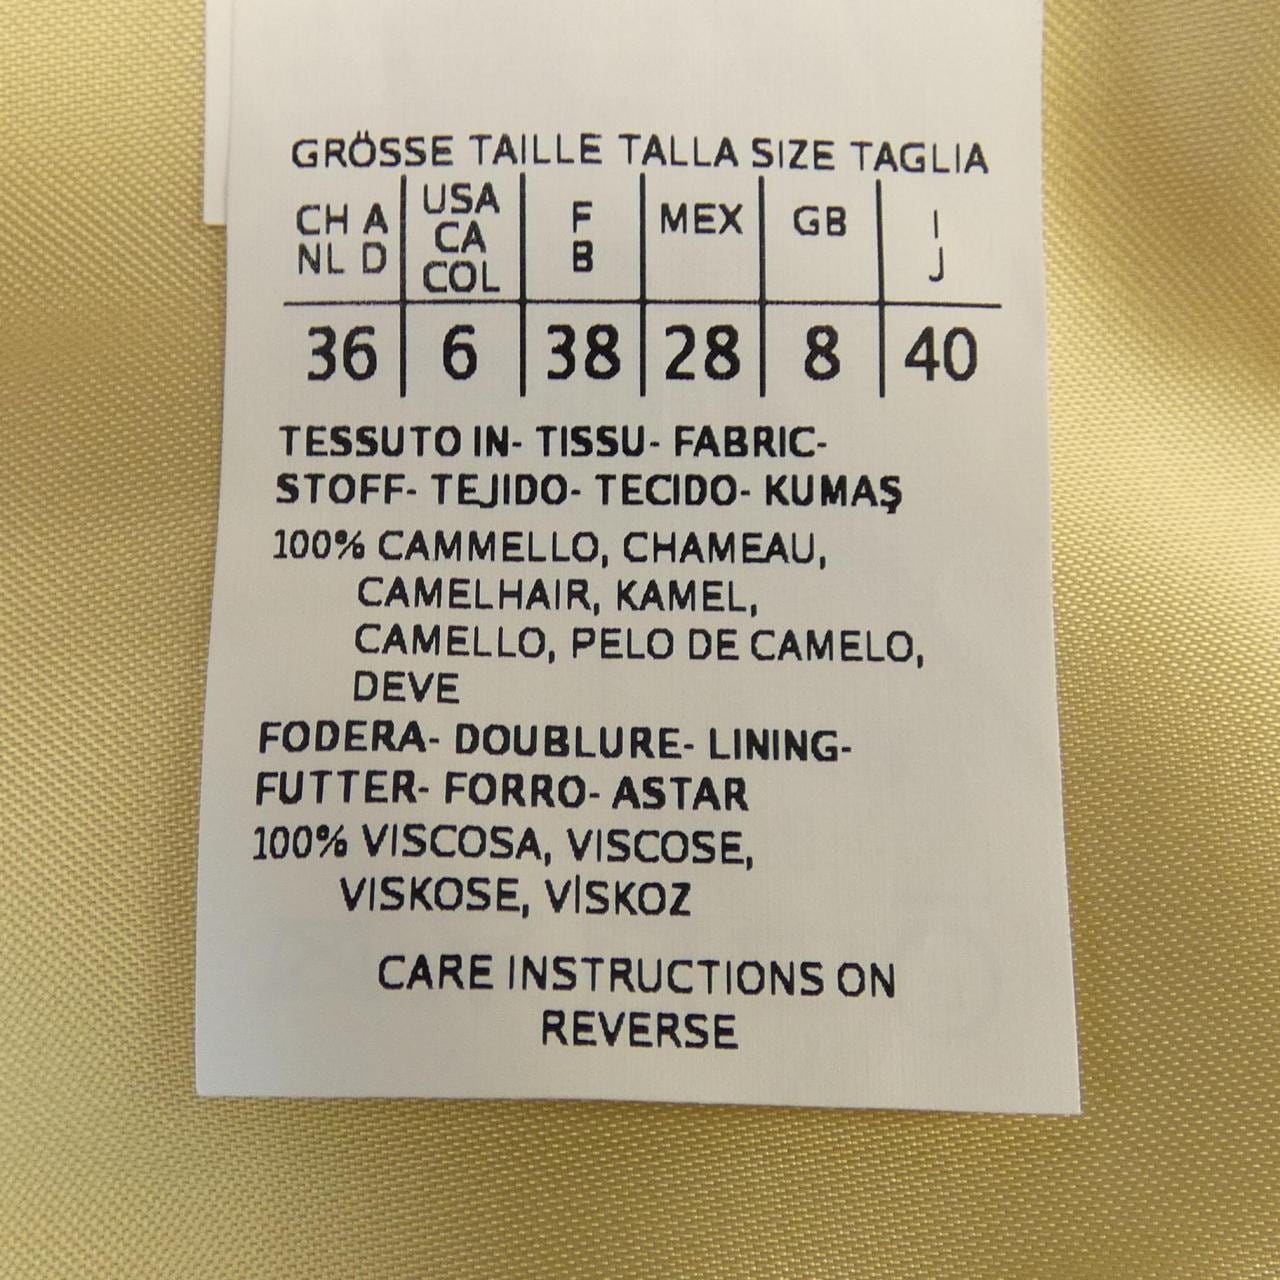 GRÖSSE TAILLE TALLA SIZE TAGLIA
CH A USA F MEX GB I
NL D CA B J
COL
36 6 38 28 8 40
TESSUTO IN- TISSU- FABRIC-
STOFF- TEJIDO- TECIDO- KUMAŞ
100% CAMMELLO, CHAMEAU,
CAMELHAIR, KAMEL,
CAMELLO, PELO DE CAMELO,
DEVE
FODERA- DOUBLURE- LINING-
FUTTER- FORRO- ASTAR
100% VISCOSA, VISCOSE,
VISKOSE, VİSKOZ
CARE INSTRUCTIONS ON
REVERSE